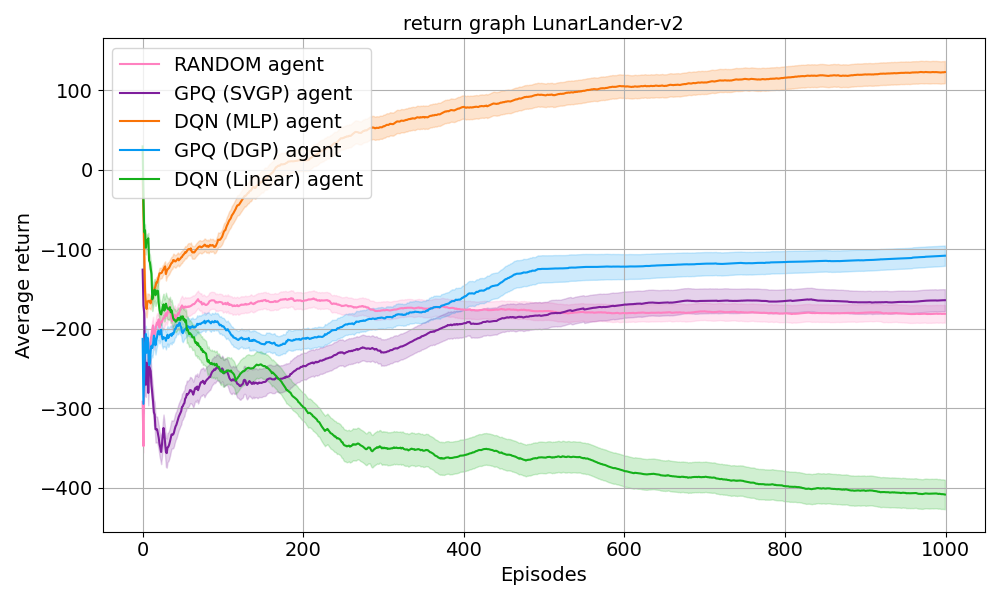 return graph LunarLander-v2
RANDOM agent
GPQ (SVGP) agent
DQN (MLP) agent
GPQ (DGP) agent
DQN (Linear) agent
Average return
100
0
−100
−200
−300
−400
0 200 400 600 800 1000
Episodes